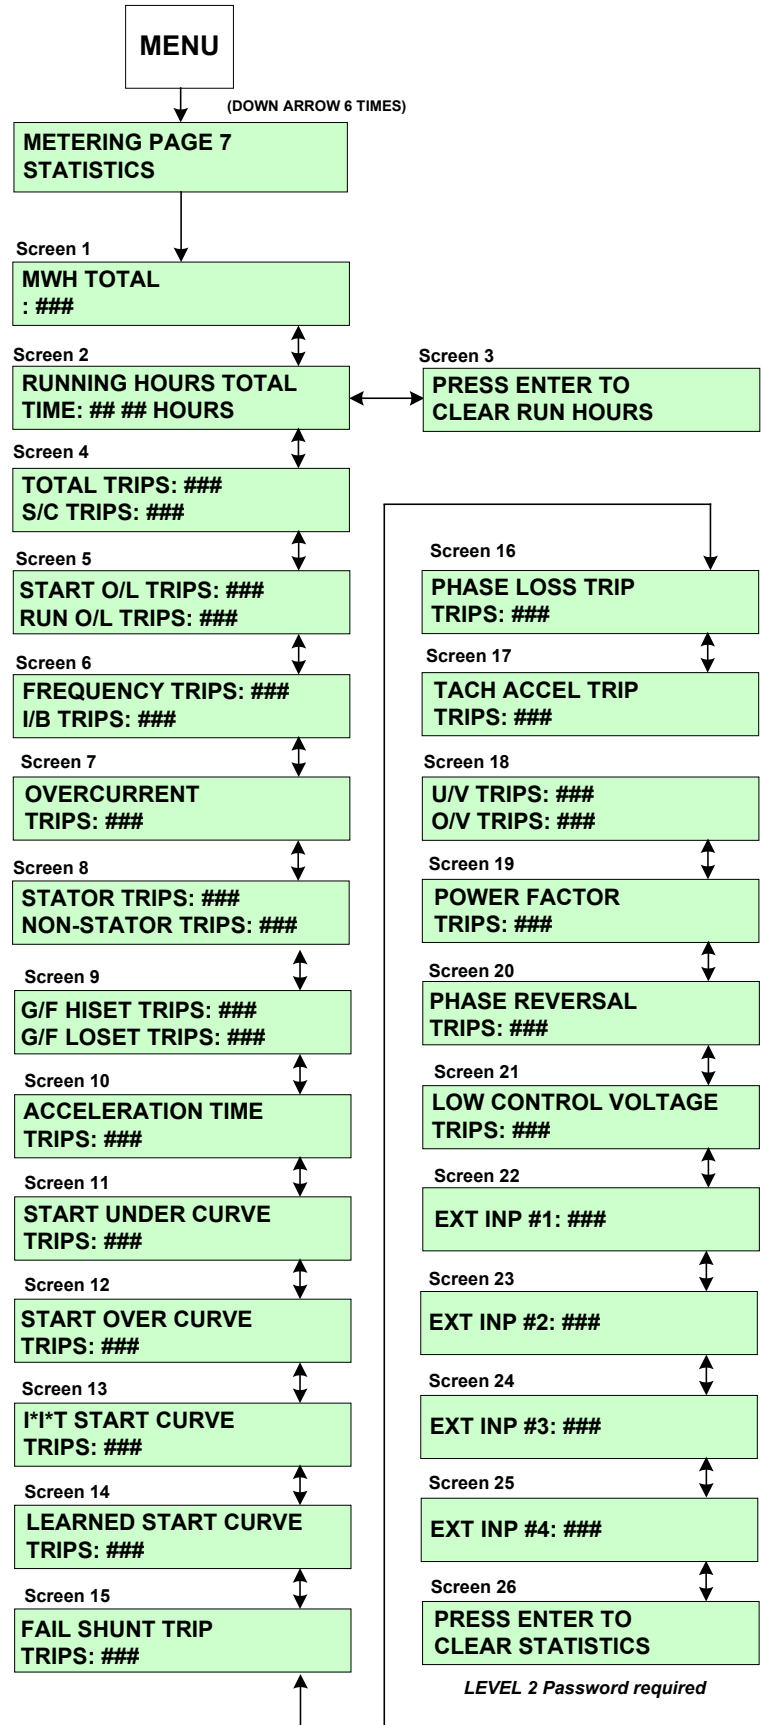 MENU
(DOWN ARROW 6 TIMES)
METERING PAGE 7
STATISTICS
Screen 1
MWH TOTAL
: ###
Screen 2
RUNNING HOURS TOTAL
TIME: ## ## HOURS
Screen 3
PRESS ENTER TO
CLEAR RUN HOURS
Screen 4
TOTAL TRIPS: ###
S/C TRIPS: ###
Screen 5
START O/L TRIPS: ###
RUN O/L TRIPS: ###
Screen 6
FREQUENCY TRIPS: ###
I/B TRIPS: ###
Screen 7
OVERCURRENT
TRIPS: ###
Screen 8
STATOR TRIPS: ###
NON-STATOR TRIPS: ###
Screen 9
G/F HISET TRIPS: ###
G/F LOSET TRIPS: ###
Screen 10
ACCELERATION TIME
TRIPS: ###
Screen 11
START UNDER CURVE
TRIPS: ###
Screen 12
START OVER CURVE
TRIPS: ###
Screen 13
I*I*T START CURVE
TRIPS: ###
Screen 14
LEARNED START CURVE
TRIPS: ###
Screen 15
FAIL SHUNT TRIP
TRIPS: ###
Screen 16
PHASE LOSS TRIP
TRIPS: ###
Screen 17
TACH ACCEL TRIP
TRIPS: ###
Screen 18
U/V TRIPS: ###
O/V TRIPS: ###
Screen 19
POWER FACTOR
TRIPS: ###
Screen 20
PHASE REVERSAL
TRIPS: ###
Screen 21
LOW CONTROL VOLTAGE
TRIPS: ###
Screen 22
EXT INP #1: ###
Screen 23
EXT INP #2: ###
Screen 24
EXT INP #3: ###
Screen 25
EXT INP #4: ###
Screen 26
PRESS ENTER TO
CLEAR STATISTICS
LEVEL 2 Password required